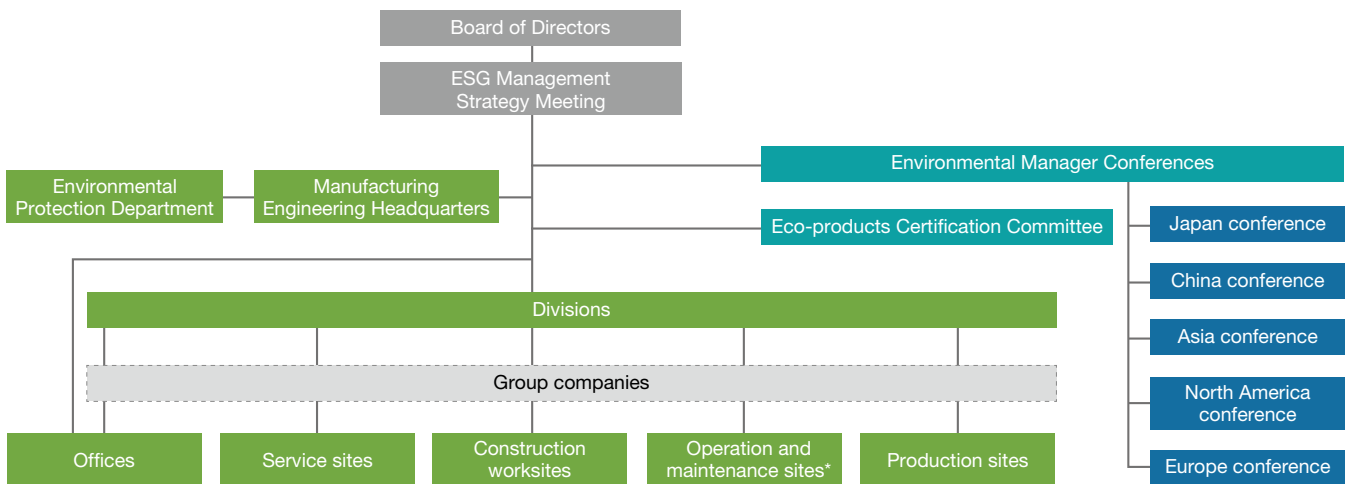 Board of Directors
ESG Management
Strategy Meeting
Environmental Manager Conferences
Environmental
Protection Department
Manufacturing
Engineering Headquarters
Eco-products Certification Committee
Japan conference
China conference
Asia conference
North America
conference
Europe conference
Divisions
Group companies
Offices
Service sites
Construction
worksites
Operation and
maintenance sites*
Production sites